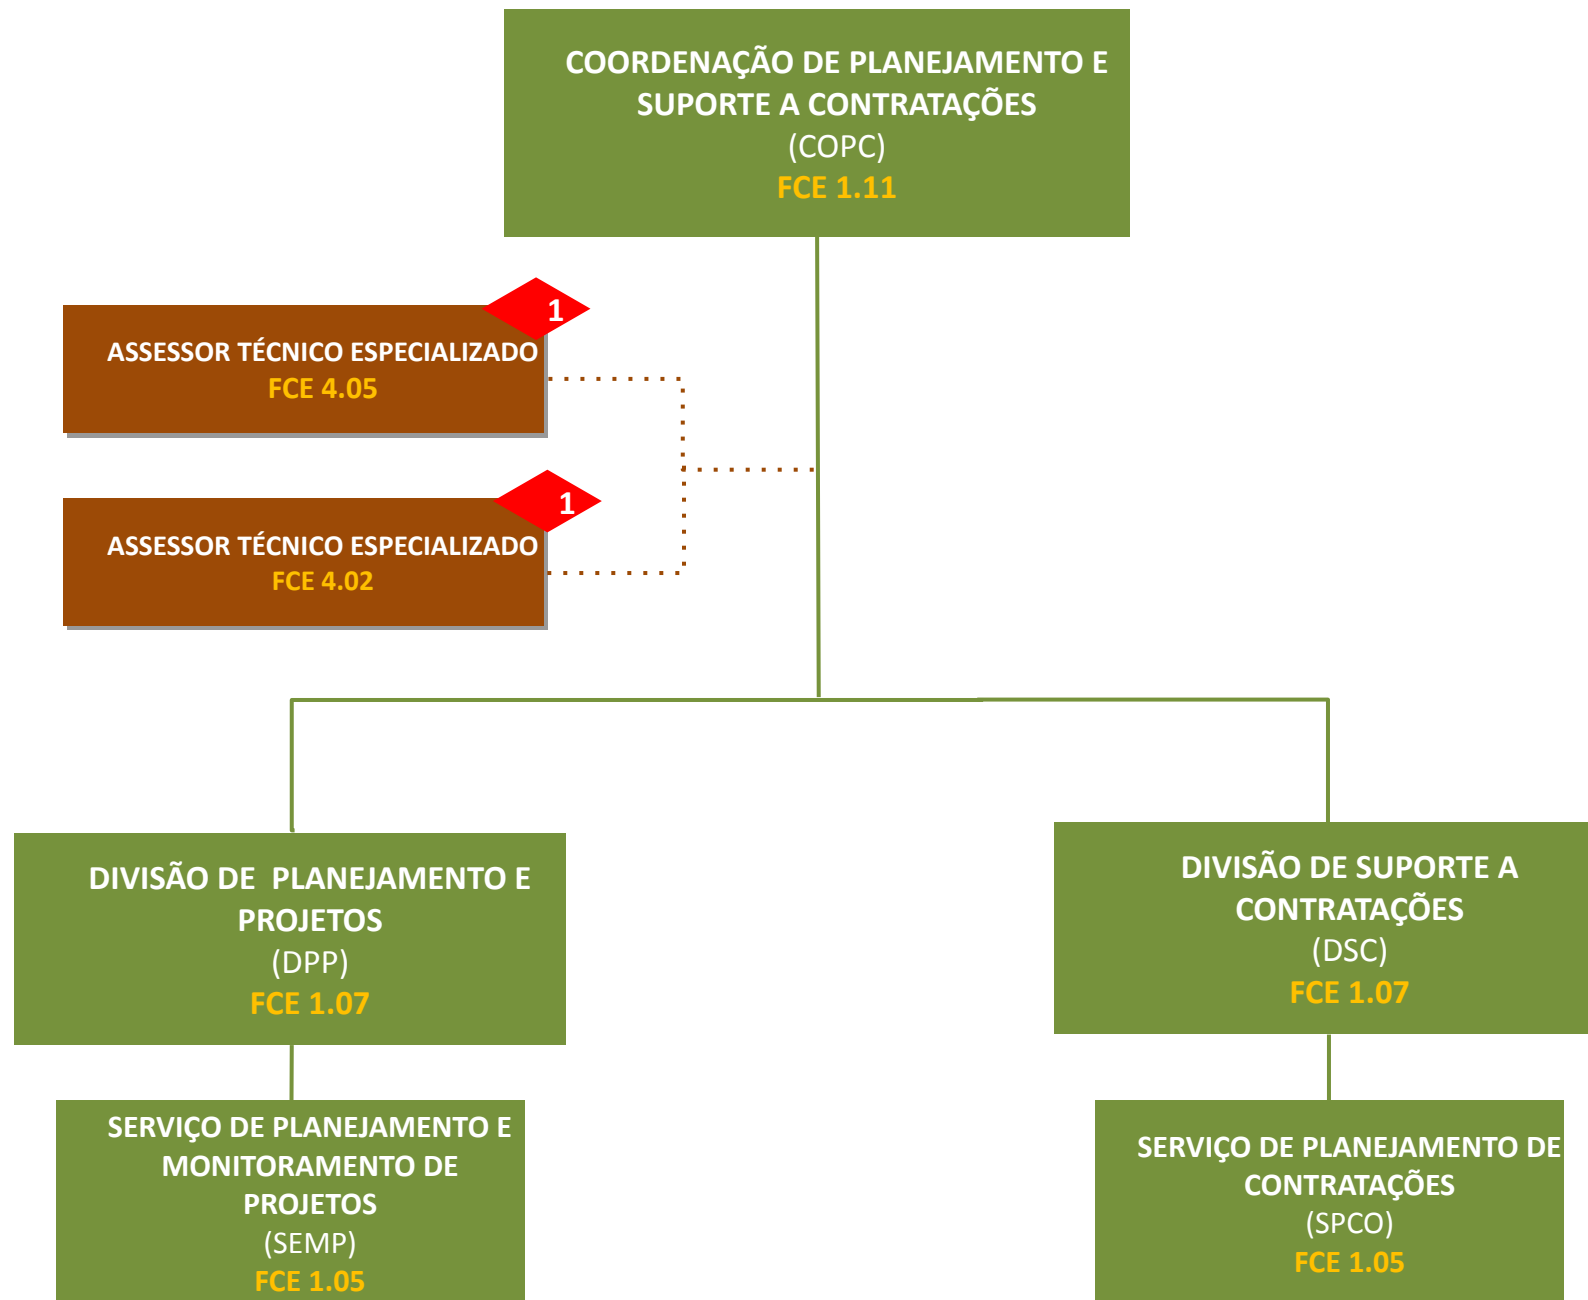 COORDENAÇÃO DE PLANEJAMENTO E
SUPORTE A CONTRATAÇÕES
(COPC)
FCE 1.11
1
ASSESSOR TÉCNICO ESPECIALIZADO
FCE 4.05
1
ASSESSOR TÉCNICO ESPECIALIZADO
FCE 4.02
DIVISÃO DE PLANEJAMENTO E
PROJETOS
(DPP)
FCE 1.07
DIVISÃO DE SUPORTE A
CONTRATAÇÕES
(DSC)
FCE 1.07
SERVIÇO DE PLANEJAMENTO E
MONITORAMENTO DE
PROJETOS
(SEMP)
FCE 1.05
SERVIÇO DE PLANEJAMENTO DE
CONTRATAÇÕES
(SPCO)
FCE 1.05